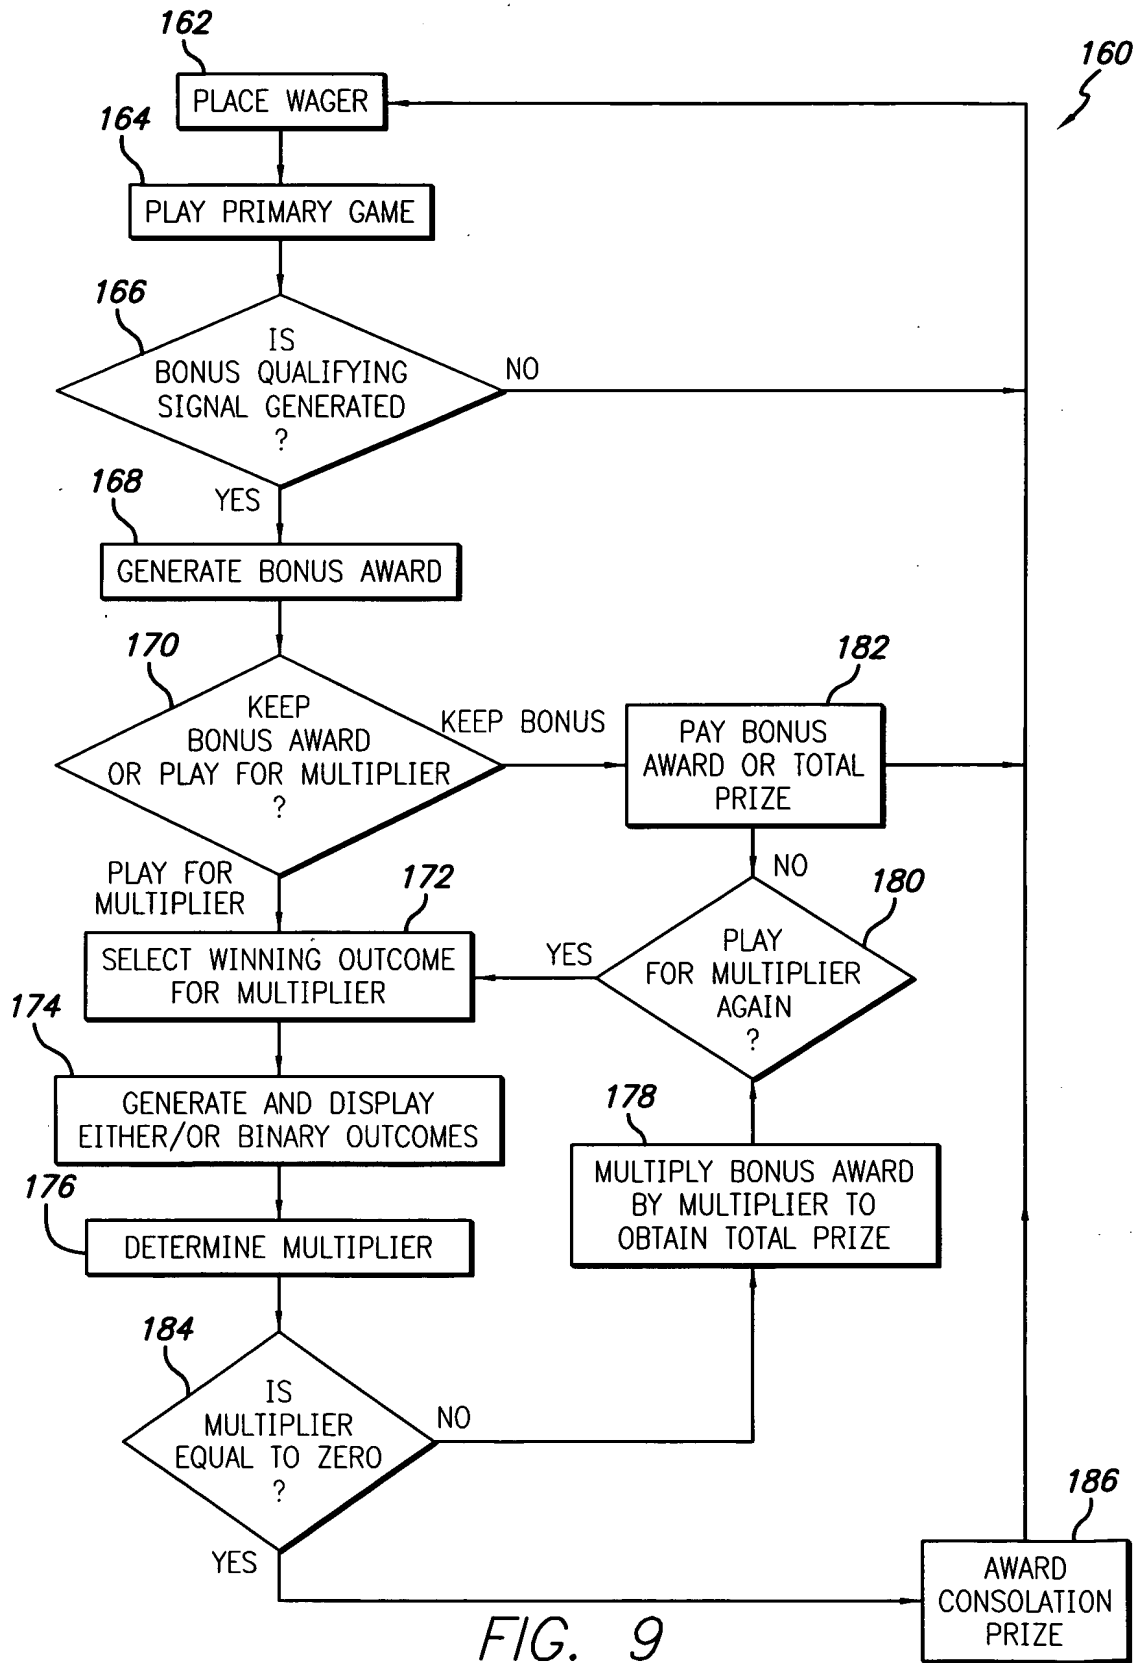 162
160
PLACE WAGER
164
PLAY PRIMARY GAME
166
IS
BONUS QUALIFYING
SIGNAL GENERATED
?
NO
168
YES
GENERATE BONUS AWARD
170
182
KEEP
BONUS AWARD
OR PLAY FOR MULTIPLIER
?
KEEP BONUS
PAY BONUS
AWARD OR TOTAL
PRIZE
PLAY FOR
MULTIPLIER
172
NO
180
SELECT WINNING OUTCOME
FOR MULTIPLIER
YES
PLAY
FOR MULTIPLIER
AGAIN
?
174
GENERATE AND DISPLAY
EITHER/OR BINARY OUTCOMES
178
MULTIPLY BONUS AWARD
BY MULTIPLIER TO
OBTAIN TOTAL PRIZE
176
DETERMINE MULTIPLIER
184
IS
MULTIPLIER
EQUAL TO ZERO
?
NO
186
YES
AWARD
CONSOLATION
PRIZE
FIG. 9